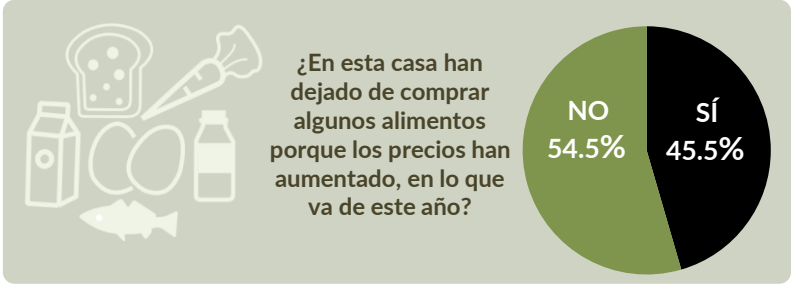 ¿En esta casa han
dejado de comprar
algunos alimentos
porque los precios han
aumentado, en lo que
va de este año?
NO
54.5%
SÍ
45.5%